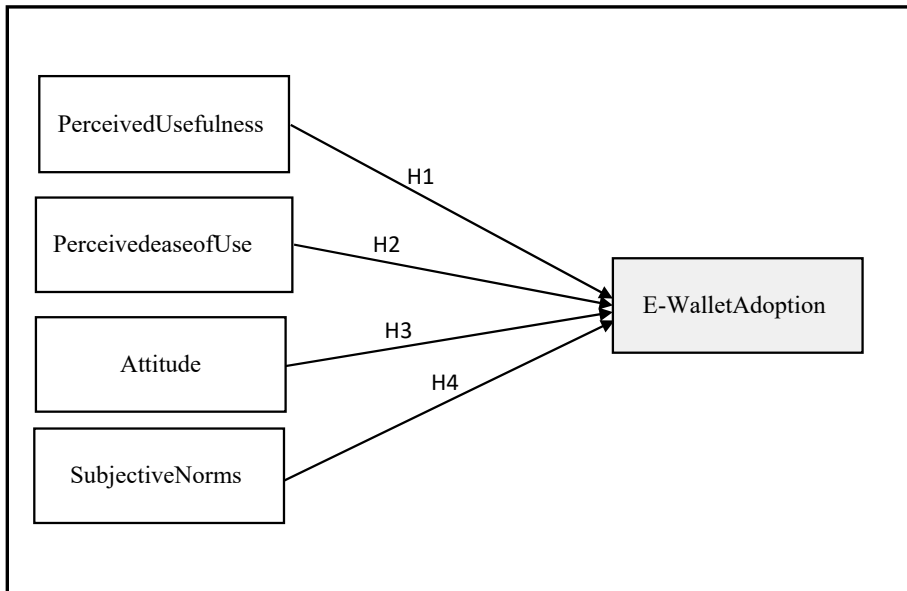 PerceivedUsefulness
H1
PerceivedeaseofUse
H2
E-WalletAdoption
H3
Attitude
H4
SubjectiveNorms